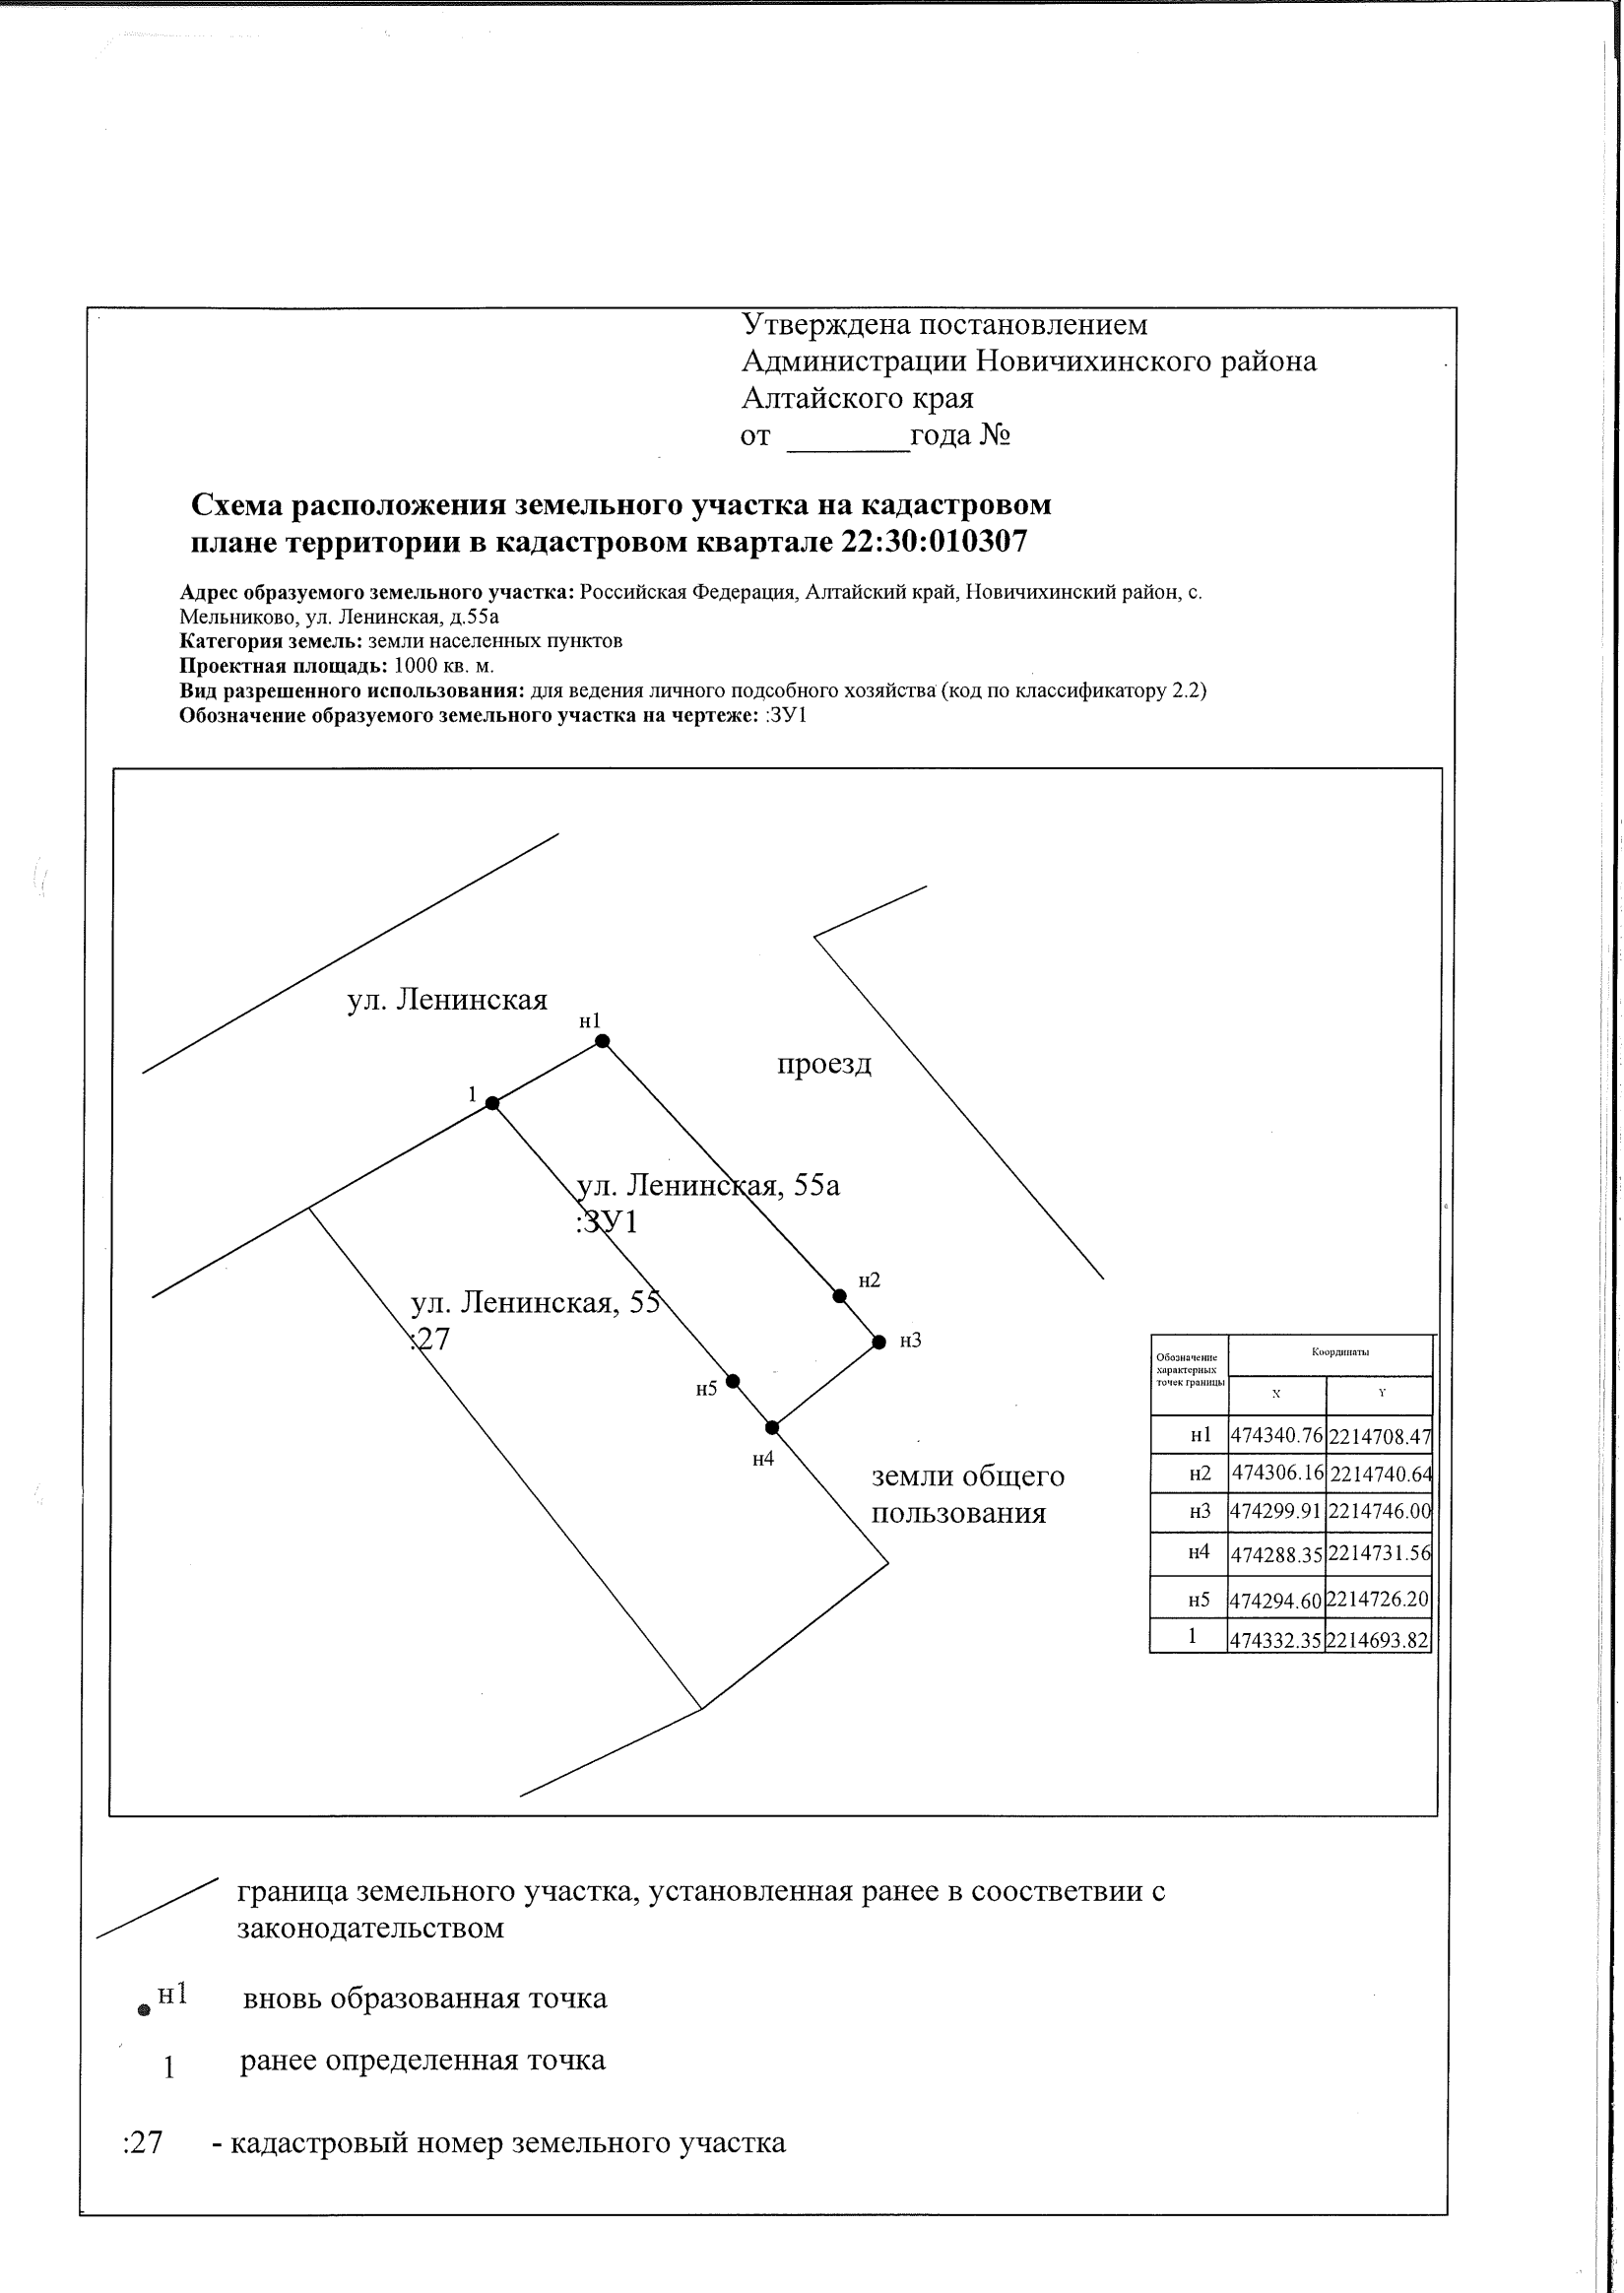 Утверждена постановлением
Администрации Новичихинского района
Алтайского края
от ________года №
Схема расположения земельного участка на кадастровом
плане территории в кадастровом квартале 22:30:010307
Адрес образуемого земельного участка: Российская Федерация, Алтайский край, Новичихинский район, с.
Мельниково, ул. Ленинская, д.55а
Категория земель: земли населенных пунктов
Проектная площадь: 1000 кв. м.
Вид разрешенного использования: для ведения личного подсобного хозяйства (код по классификатору 2.2)
Обозначение образуемого земельного участка на чертеже: :ЗУ1
ул. Ленинская
н1
проезд
1
ул. Ленинская, 55а
:ЗУ1
н2
ул. Ленинская, 55
:27
н3
н5
н4
земли общего
пользования
Обозначение
характерных
точек границы
Координаты
X Y
н1 474340.76 2214708.47
н2 474306.16 2214740.64
н3 474299.91 2214746.00
н4 474288.35 2214731.56
н5 474294.60 2214726.20
1 474332.35 2214693.82
граница земельного участка, установленная ранее в соостветвии с
законодательством
н1 вновь образованная точка
1 ранее определенная точка
:27 - кадастровый номер земельного участка